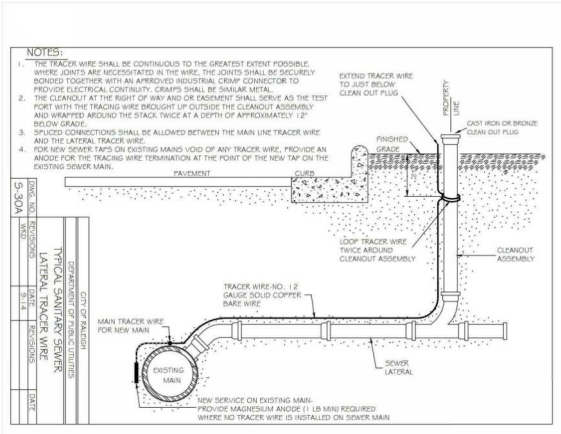 NOTES:
1. THE TRACER WIRE SHALL BE CONTINUOUS TO THE GREATEST EXTENT POSSIBLE.
WHERE JOINTS ARE NECESSITATED IN THE WIRE, THE JOINTS SHALL BE SECURELY
BONDED TOGETHER WITH AN APRROVED INDUSTRIAL CRIMP CONNECTOR TO
PROVIDE ELECTRICAL CONTINUITY. CRIMPS SHALL BE SIMILAR METAL.
2. THE CLEANOUT AT THE RIGHT OF WAY AND OR EASEMENT SHALL SERVE AS THE TEST
PORT WITH THE TRACING WIRE BROUGHT UP OUTSIDE THE CLEANOUT ASSEMBLY
AND WRAPPED AROUND THE STACK TWICE AT A DEPTH OF APPROXIMATELY 12"
BELOW GRADE.
3. SPLICED CONNECTIONS SHALL BE ALLOWED BETWEEN THE MAIN LINE TRACER WIRE
AND THE LATERAL TRACER WIRE.
4. FOR NEW SEWER TAPS ON EXISTING MAINS VOID OF ANY TRACER WIRE, PROVIDE AN
ANODE FOR THE TRACING WIRE TERMINATION AT THE POINT OF THE NEW TAP ON THE
EXISTING SEWER MAIN.
EXTEND TRACER WIRE
TO JUST BELOW
CLEAN OUT PLUG
PROPERTY
LINE
CAST IRON OR BRONZE
CLEAN OUT PLUG
FINISHED
GRADE
PAVEMENT
CURB
12"
LOOP TRACER WIRE
TWICE AROUND
CLEANOUT ASSEMBLY
CLEANOUT
ASSEMBLY
TRACER WIRE-NO. 12
GAUGE SOLID COPPER
BARE WIRE
MAIN TRACER WIRE
FOR NEW MAIN
EXISTING
MAIN
SEWER
LATERAL
NEW SERVICE ON EXISTING MAIN-
PROVIDE MAGNESIUM ANODE (1 LB MIN) REQUIRED
WHERE NO TRACER WIRE IS INSTALLED ON SEWER MAIN
CITY OF RALEIGH
DEPARTMENT OF PUBLIC UTILITIES
TYPICAL SANITARY SEWER
LATERAL TRACER WIRE
DWG. NO. REVISIONS DATE REVISIONS DATE
S-30A WKD 9-14